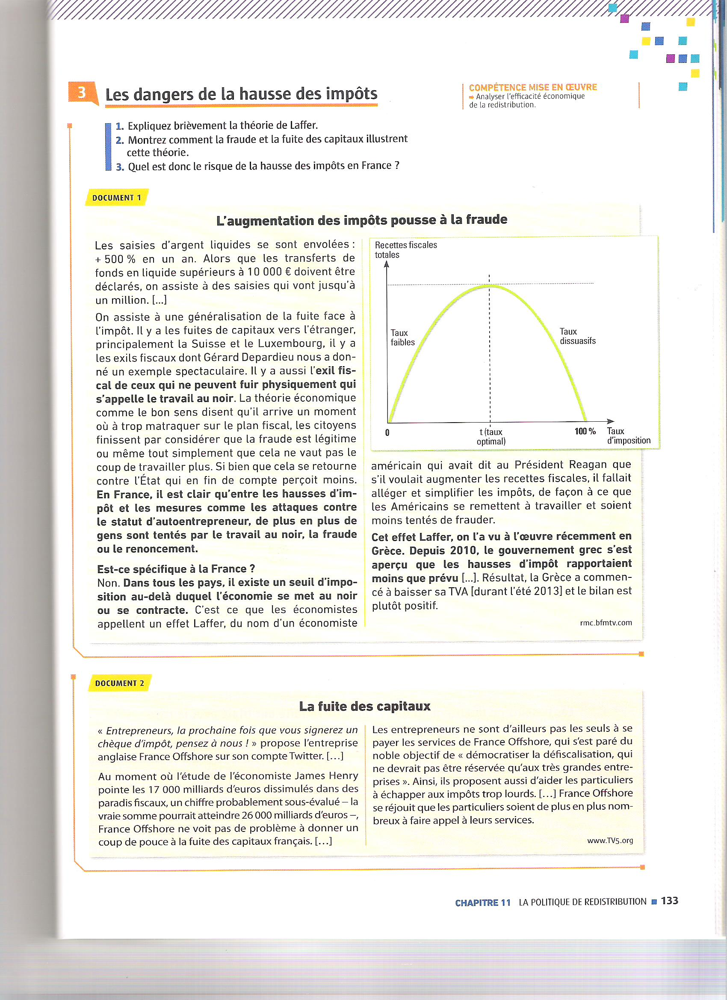 3 Les dangers de la hausse des impôts
COMPÉTENCE MISE EN ŒUVRE
➡ Analyser l'efficacité économique
de la redistribution.
1. Expliquez brièvement la théorie de Laffer.
2. Montrez comment la fraude et la fuite des capitaux illustrent
cette théorie.
3. Quel est donc le risque de la hausse des impôts en France ?
DOCUMENT 1
L'augmentation des impôts pousse à la fraude
Les saisies d'argent liquides se sont envolées :
+ 500 % en un an. Alors que les transferts de
fonds en liquide supérieurs à 10 000 € doivent être
déclarés, on assiste à des saisies qui vont jusqu'à
un million. [...]
On assiste à une généralisation de la fuite face à
l'impôt. Il y a les fuites de capitaux vers l'étranger,
principalement la Suisse et le Luxembourg, il y a
les exils fiscaux dont Gérard Depardieu nous a don-
né un exemple spectaculaire. Il y a aussi l'exil fis-
cal de ceux qui ne peuvent fuir physiquement qui
s'appelle le travail au noir. La théorie économique
comme le bon sens disent qu'il arrive un moment
où à trop matraquer sur le plan fiscal, les citoyens
finissent par considérer que la fraude est légitime
ou même tout simplement que cela ne vaut pas le
coup de travailler plus. Si bien que cela se retourne
contre l'État qui en fin de compte perçoit moins.
En France, il est clair qu'entre les hausses d'im-
pôt et les mesures comme les attaques contre
le statut d'autoentrepreneur, de plus en plus de
gens sont tentés par le travail au noir, la fraude
ou le renoncement.
Est-ce spécifique à la France ?
Non. Dans tous les pays, il existe un seuil d'impo-
sition au-delà duquel l'économie se met au noir
ou se contracte. C'est ce que les économistes
appellent un effet Laffer, du nom d'un économiste
Recettes fiscales
totales
Taux
faibles
Taux
dissuasifs
0
t (taux
optimal)
100 %
Taux
d'imposition
américain qui avait dit au Président Reagan que
s'il voulait augmenter les recettes fiscales, il fallait
alléger et simplifier les impôts, de façon à ce que
les Américains se remettent à travailler et soient
moins tentés de frauder.
Cet effet Laffer, on l'a vu à l'œuvre récemment en
Grèce. Depuis 2010, le gouvernement grec s'est
aperçu que les hausses d'impôt rapportaient
moins que prévu [...]. Résultat, la Grèce a commen-
cé à baisser sa TVA [durant l'été 2013] et le bilan est
plutôt positif.
rmc.bfmtv.com
DOCUMENT 2
La fuite des capitaux
« Entrepreneurs, la prochaine fois que vous signerez un
chèque d'impôt, pensez à nous ! » propose l'entreprise
anglaise France Offshore sur son compte Twitter. [...]
Au moment où l'étude de l'économiste James Henry
pointe les 17 000 milliards d'euros dissimulés dans des
paradis fiscaux, un chiffre probablement sous-évalué – la
vraie somme pourrait atteindre 26 000 milliards d'euros –,
France Offshore ne voit pas de problème à donner un
coup de pouce à la fuite des capitaux français. [...]
Les entrepreneurs ne sont d'ailleurs pas les seuls à se
payer les services de France Offshore, qui s'est paré du
noble objectif de « démocratiser la défiscalisation, qui
ne devrait pas être réservée qu'aux très grandes entre-
prises ». Ainsi, ils proposent aussi d'aider les particuliers
à échapper aux impôts trop lourds. [...] France Offshore
se réjouit que les particuliers soient de plus en plus nom-
breux à faire appel à leurs services.
www.TV5.org
CHAPITRE 11 LA POLITIQUE DE REDISTRIBUTION ■ 133